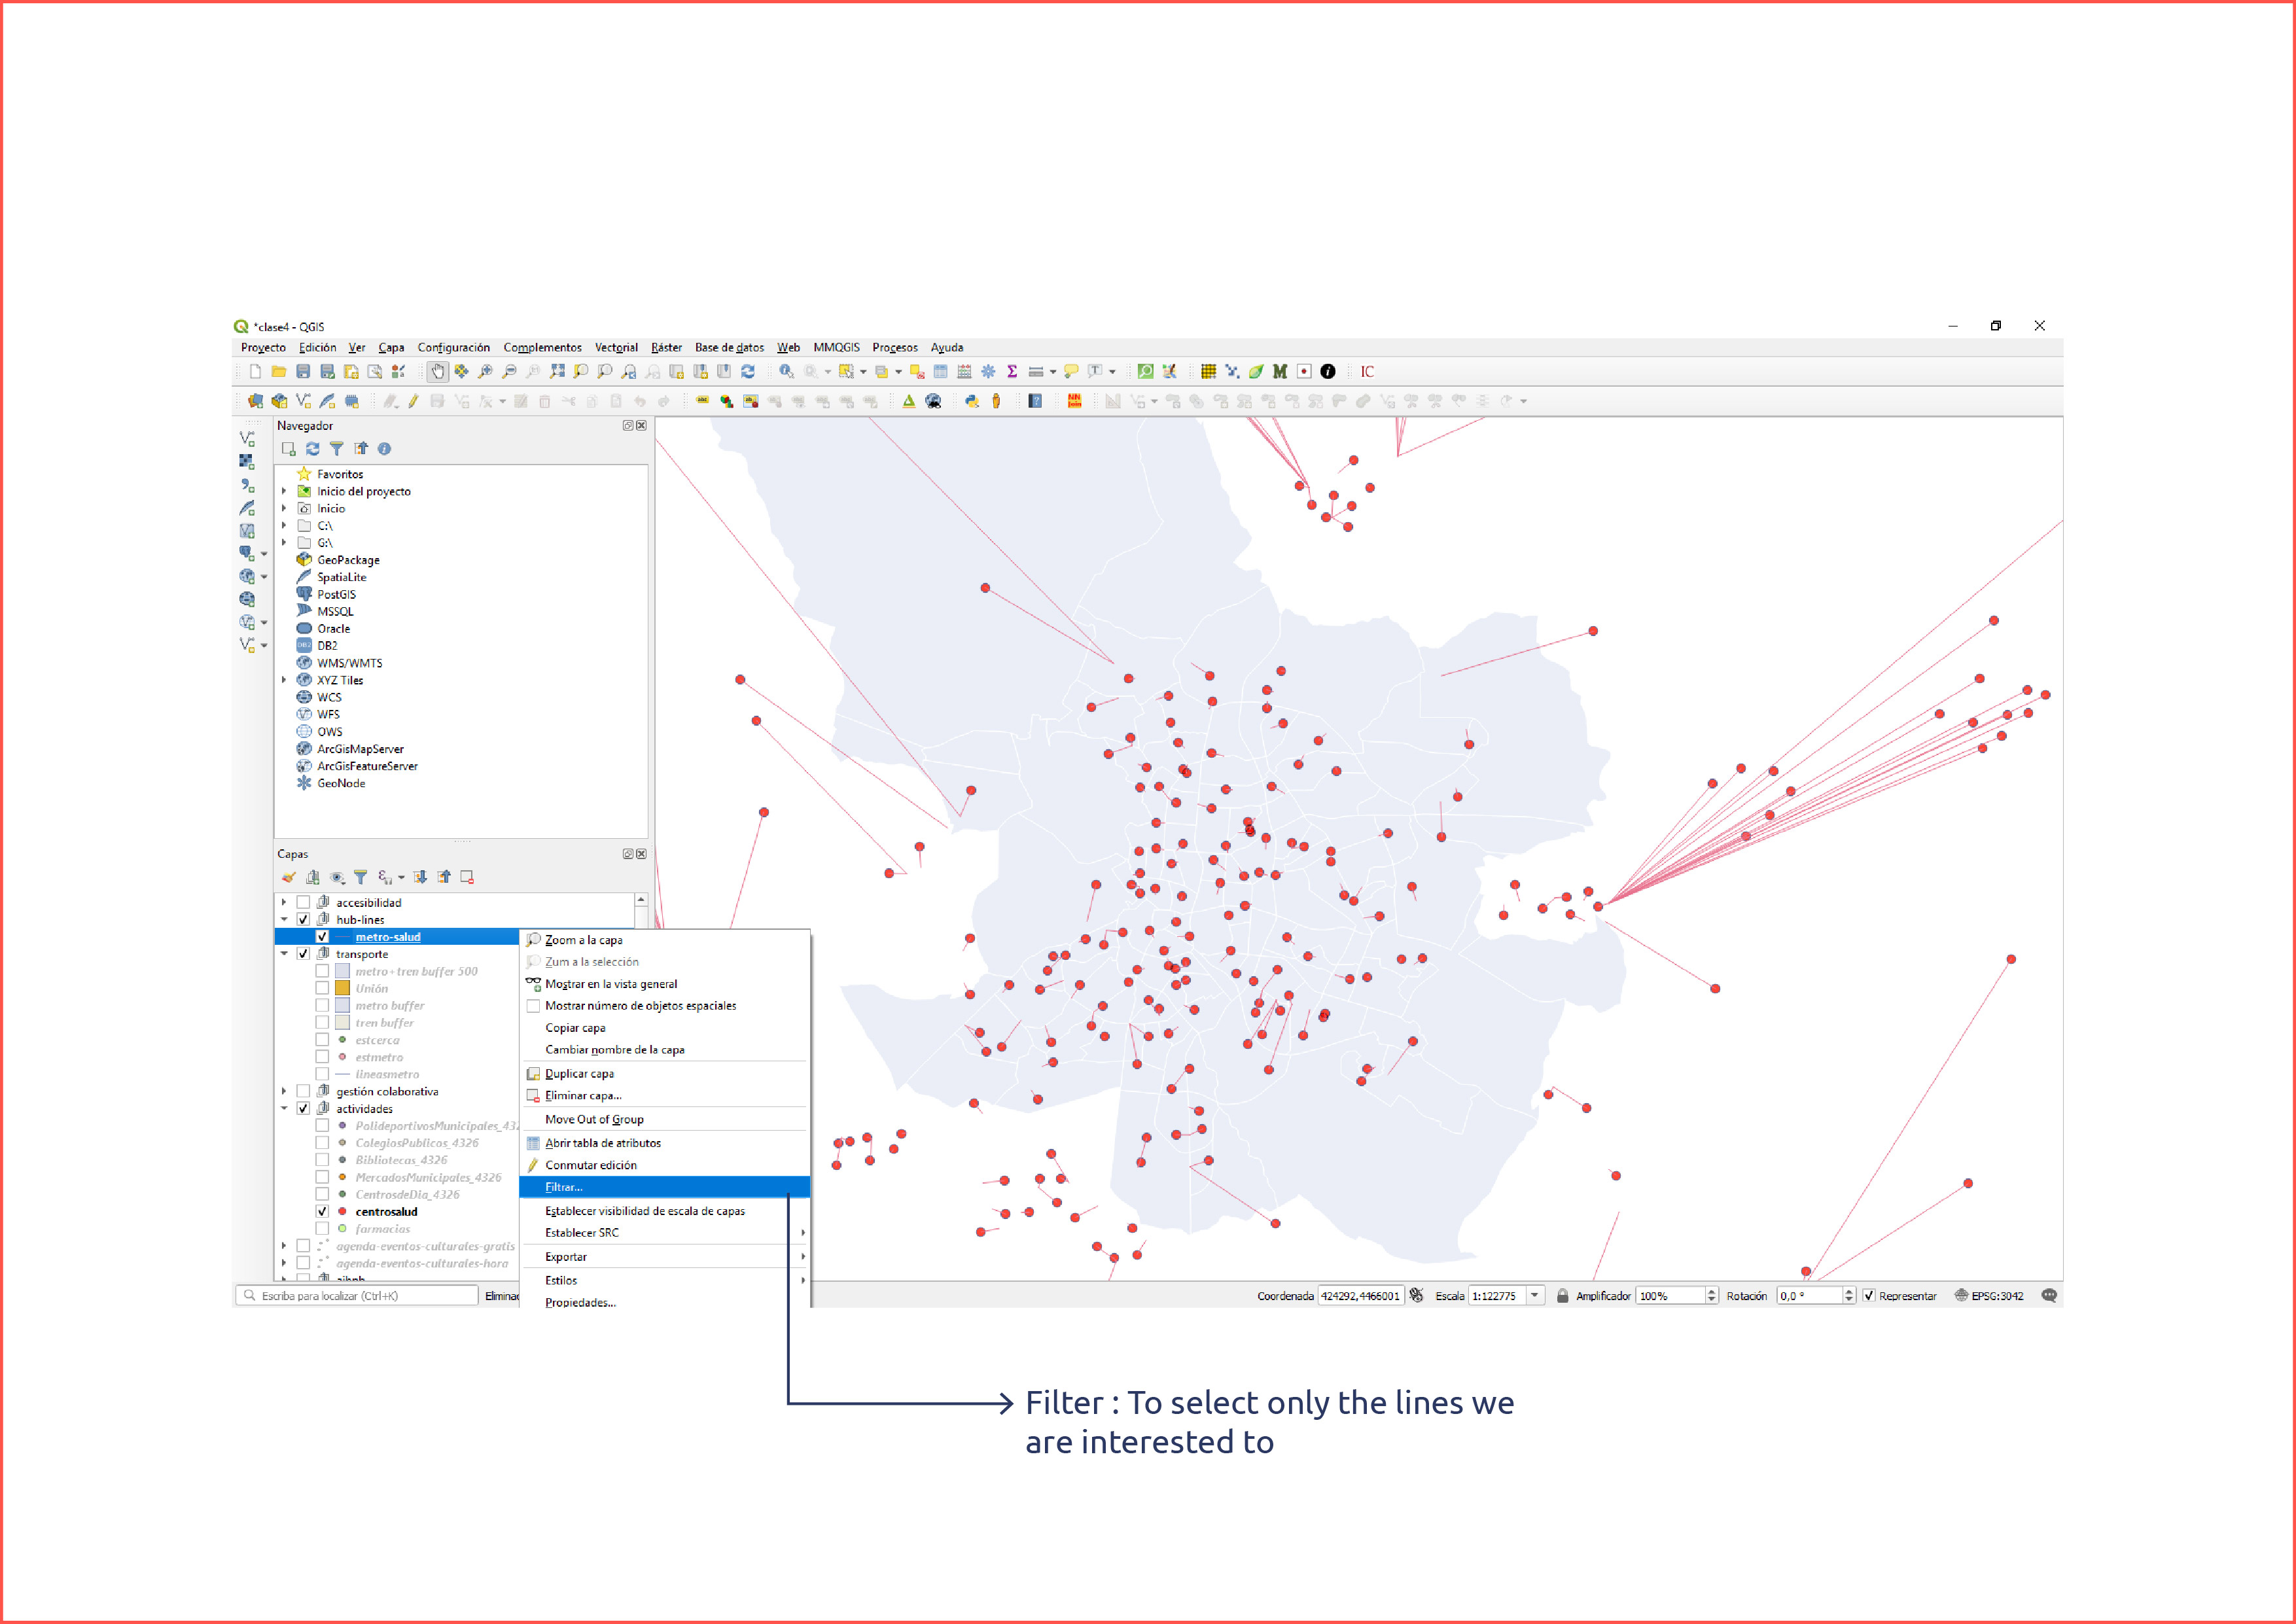 *clase4 - QGIS
Proyecto Edición Ver Capa Configuración Complementos Vectorial Ráster Base de datos Web MMQGIS Procesos Ayuda
IC
Navegador
Favoritos
Inicio del proyecto
Inicio
C:\
G:\
GeoPackage
SpatiaLite
PostGIS
MSSQL
Oracle
DB2
WMS/WMTS
XYZ Tiles
WCS
WFS
OWS
ArcGisMapServer
ArcGisFeatureServer
GeoNode
Capas
accesibilidad
hub-lines
metro-salud
transporte
metro+tren buffer 500
Unión
metro buffer
tren buffer
estcerca
estmetro
lineasmetro
gestión colaborativa
actividades
PolideportivosMunicipales_432
ColegiosPublicos_4326
Bibliotecas_4326
MercadosMunicipales_4326
CentrosdeDia_4326
centrosalud
farmacias
agenda-eventos-culturales-gratis
agenda-eventos-culturales-hora
Zoom a la capa
Zum a la selección
Mostrar en la vista general
Mostrar número de objetos espaciales
Copiar capa
Cambiar nombre de la capa
Duplicar capa
Eliminar capa...
Move Out of Group
Abrir tabla de atributos
Conmutar edición
Filtrar...
Establecer visibilidad de escala de capas
Establecer SRC
Exportar
Estilos
Propiedades...
Escriba para localizar (Ctrl+K) Eliminac Coordenada 424292,4466001 Escala 1:122775 Amplificador 100% Rotación 0,0 ° Representar EPSG:3042
Filter : To select only the lines we
are interested to